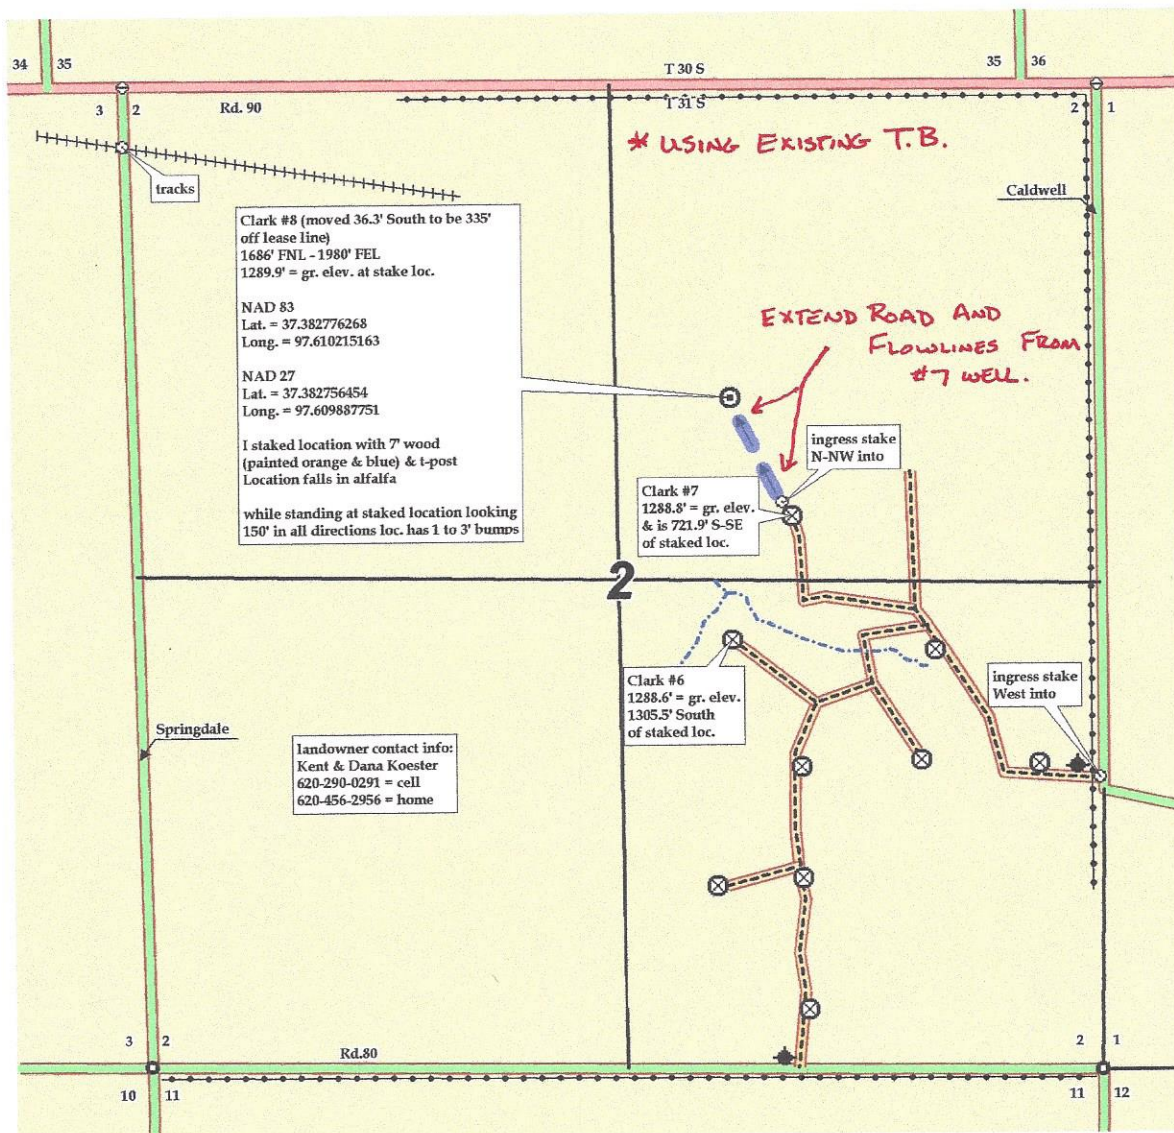 34
35
T 30 S
35
36
3
2
Rd. 90
T 31 S
2
1
* USING EXISTING T.B.
tracks
Caldwell
Clark #8 (moved 36.3' South to be 335'
off lease line)
1686' FNL - 1980' FEL
1289.9' = gr. elev. at stake loc.
NAD 83
Lat. = 37.382776268
Long. = 97.610215163
NAD 27
Lat. = 37.382756454
Long. = 97.609887751
I staked location with 7' wood
(painted orange & blue) & t-post
Location falls in alfalfa
while standing at staked location looking
150' in all directions loc. has 1 to 3' bumps
EXTEND ROAD AND
FLOWLINES FROM
#7 WELL.
ingress stake
N-NW into
Clark #7
1288.8' = gr. elev.
& is 721.9' S-SE
of staked loc.
2
Clark #6
1288.6' = gr. elev.
1305.5' South
of staked loc.
ingress stake
West into
Springdale
landowner contact info:
Kent & Dana Koester
620-290-0291 = cell
620-456-2956 = home
3
2
Rd.80
2
1
10
11
11
12